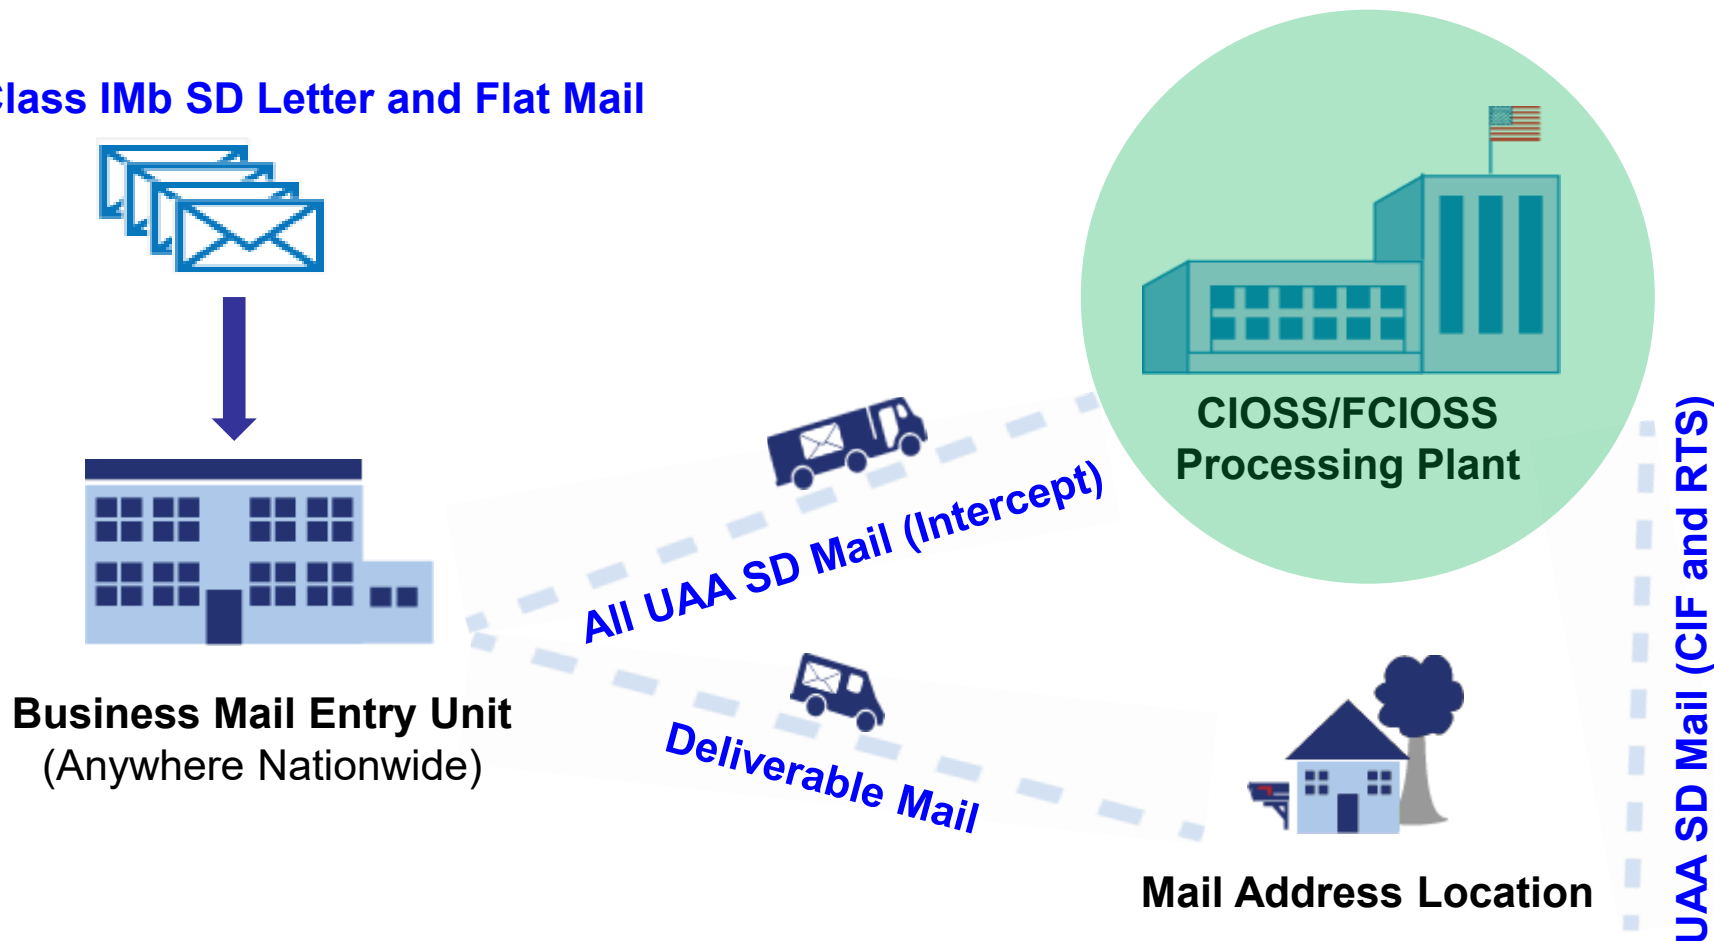 Class IMb SD Letter and Flat Mail
CIOSS/FCIOSS
Processing Plant
All UAA SD Mail (Intercept)
UAA SD Mail (CIF and RTS)
Business Mail Entry Unit
(Anywhere Nationwide)
Deliverable Mail
Mail Address Location